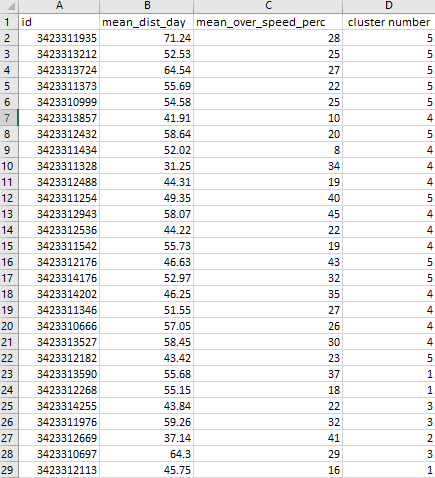 A B C D
1 id mean_dist_day mean_over_speed_perc cluster number
2 3423311935 71.24 28 5
3 3423313212 52.53 25 5
4 3423313724 64.54 27 5
5 3423311373 55.69 22 5
6 3423310999 54.58 25 5
7 3423313857 41.91 10 4
8 3423312432 58.64 20 5
9 3423311434 52.02 8 4
10 3423311328 31.25 34 4
11 3423312488 44.31 19 4
12 3423311254 49.35 40 5
13 3423312943 58.07 45 4
14 3423312536 44.22 22 4
15 3423311542 55.73 19 4
16 3423312176 46.63 43 5
17 3423314176 52.97 32 5
18 3423314202 46.25 35 4
19 3423311346 51.55 27 4
20 3423310666 57.05 26 4
21 3423313527 58.45 30 4
22 3423312182 43.42 23 5
23 3423313590 55.68 37 1
24 3423312268 55.15 18 1
25 3423314255 43.84 22 3
26 3423311976 59.26 32 3
27 3423312669 37.14 41 2
28 3423310697 64.3 29 3
29 3423312113 45.75 16 1